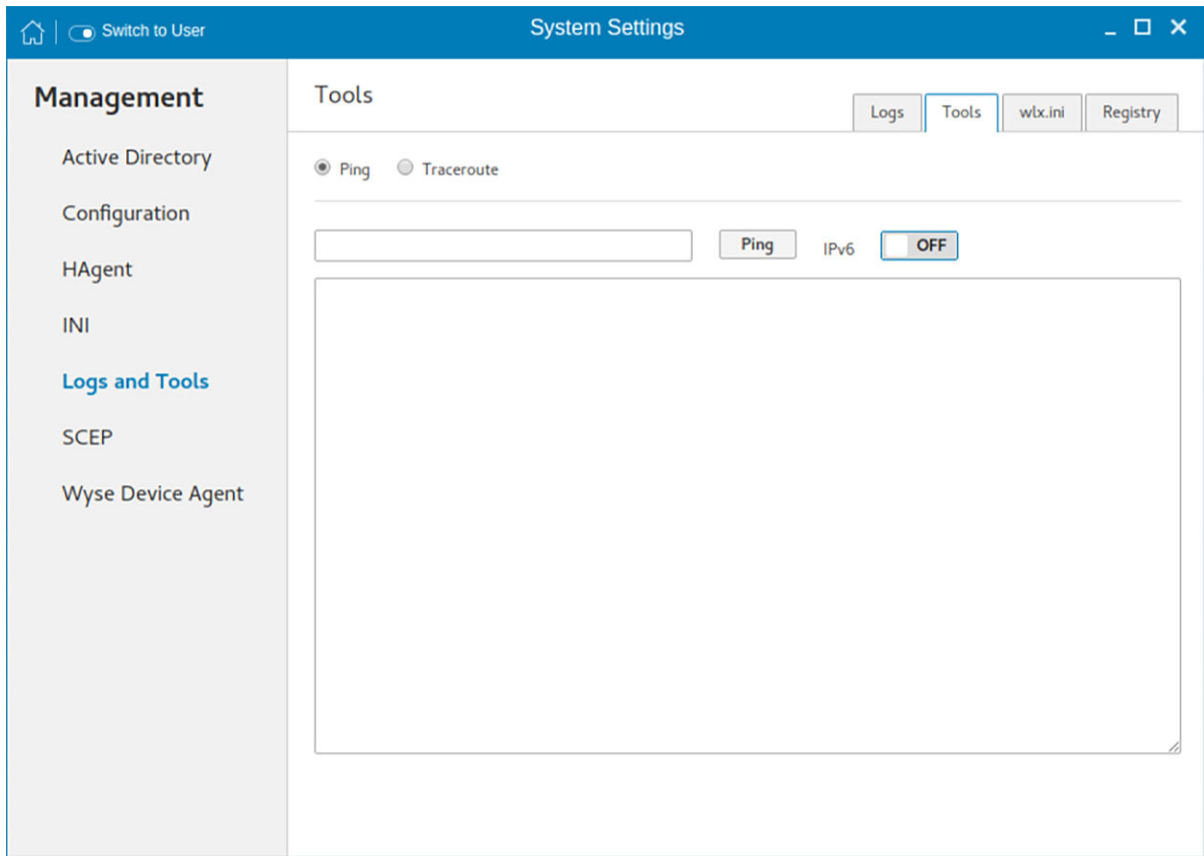 Switch to User
System Settings
Management
Active Directory
Configuration
HAgent
INI
Logs and Tools
SCEP
Wyse Device Agent
Tools
Logs
Tools
wlx.ini
Registry
Ping
Traceroute
Ping
IPv6
OFF